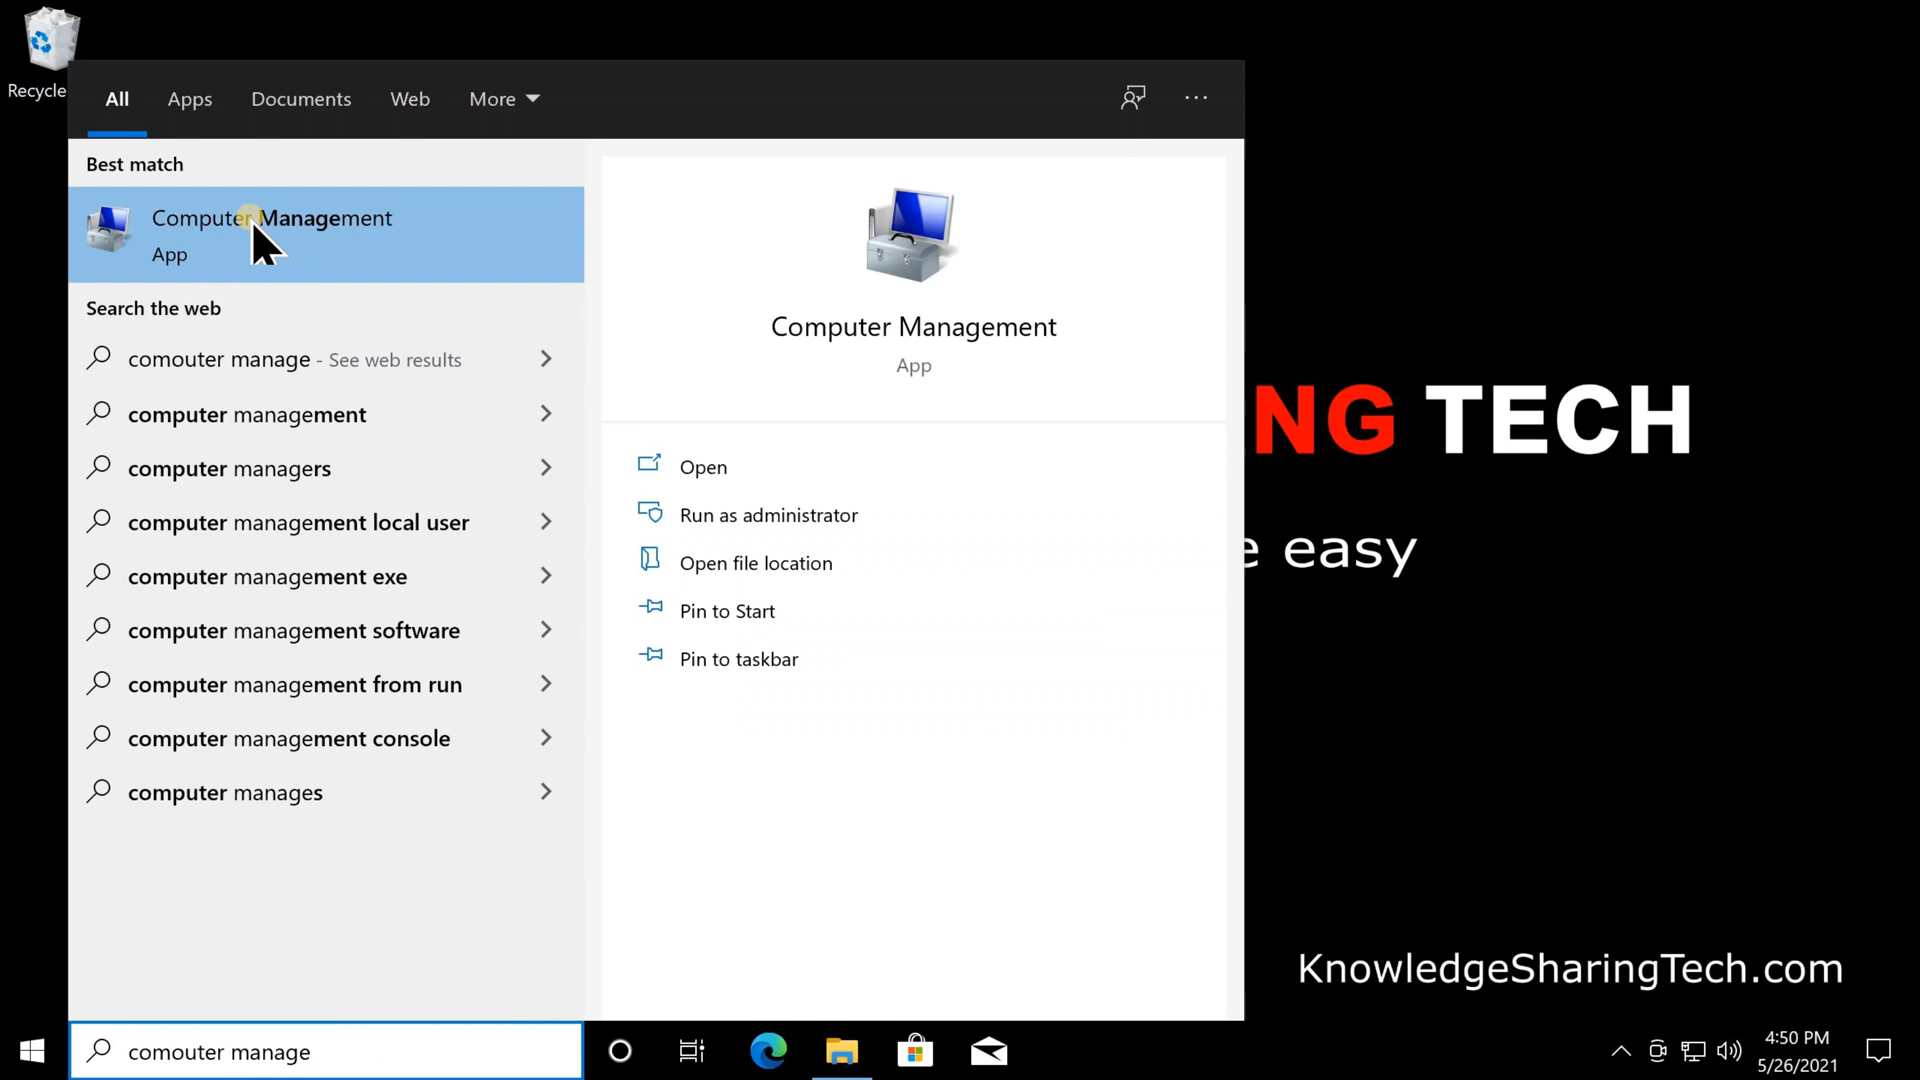 Recycle
All Apps Documents Web More
Best match
Computer Management
App
Search the web
comouter manage - See web results
computer management
computer managers
computer management local user
computer management exe
computer management software
computer management from run
computer management console
computer manages
Computer Management
App
Open
Run as administrator
Open file location
Pin to Start
Pin to taskbar
NG TECH
e easy
KnowledgeSharingTech.com
comouter manage
4:50 PM
5/26/2021